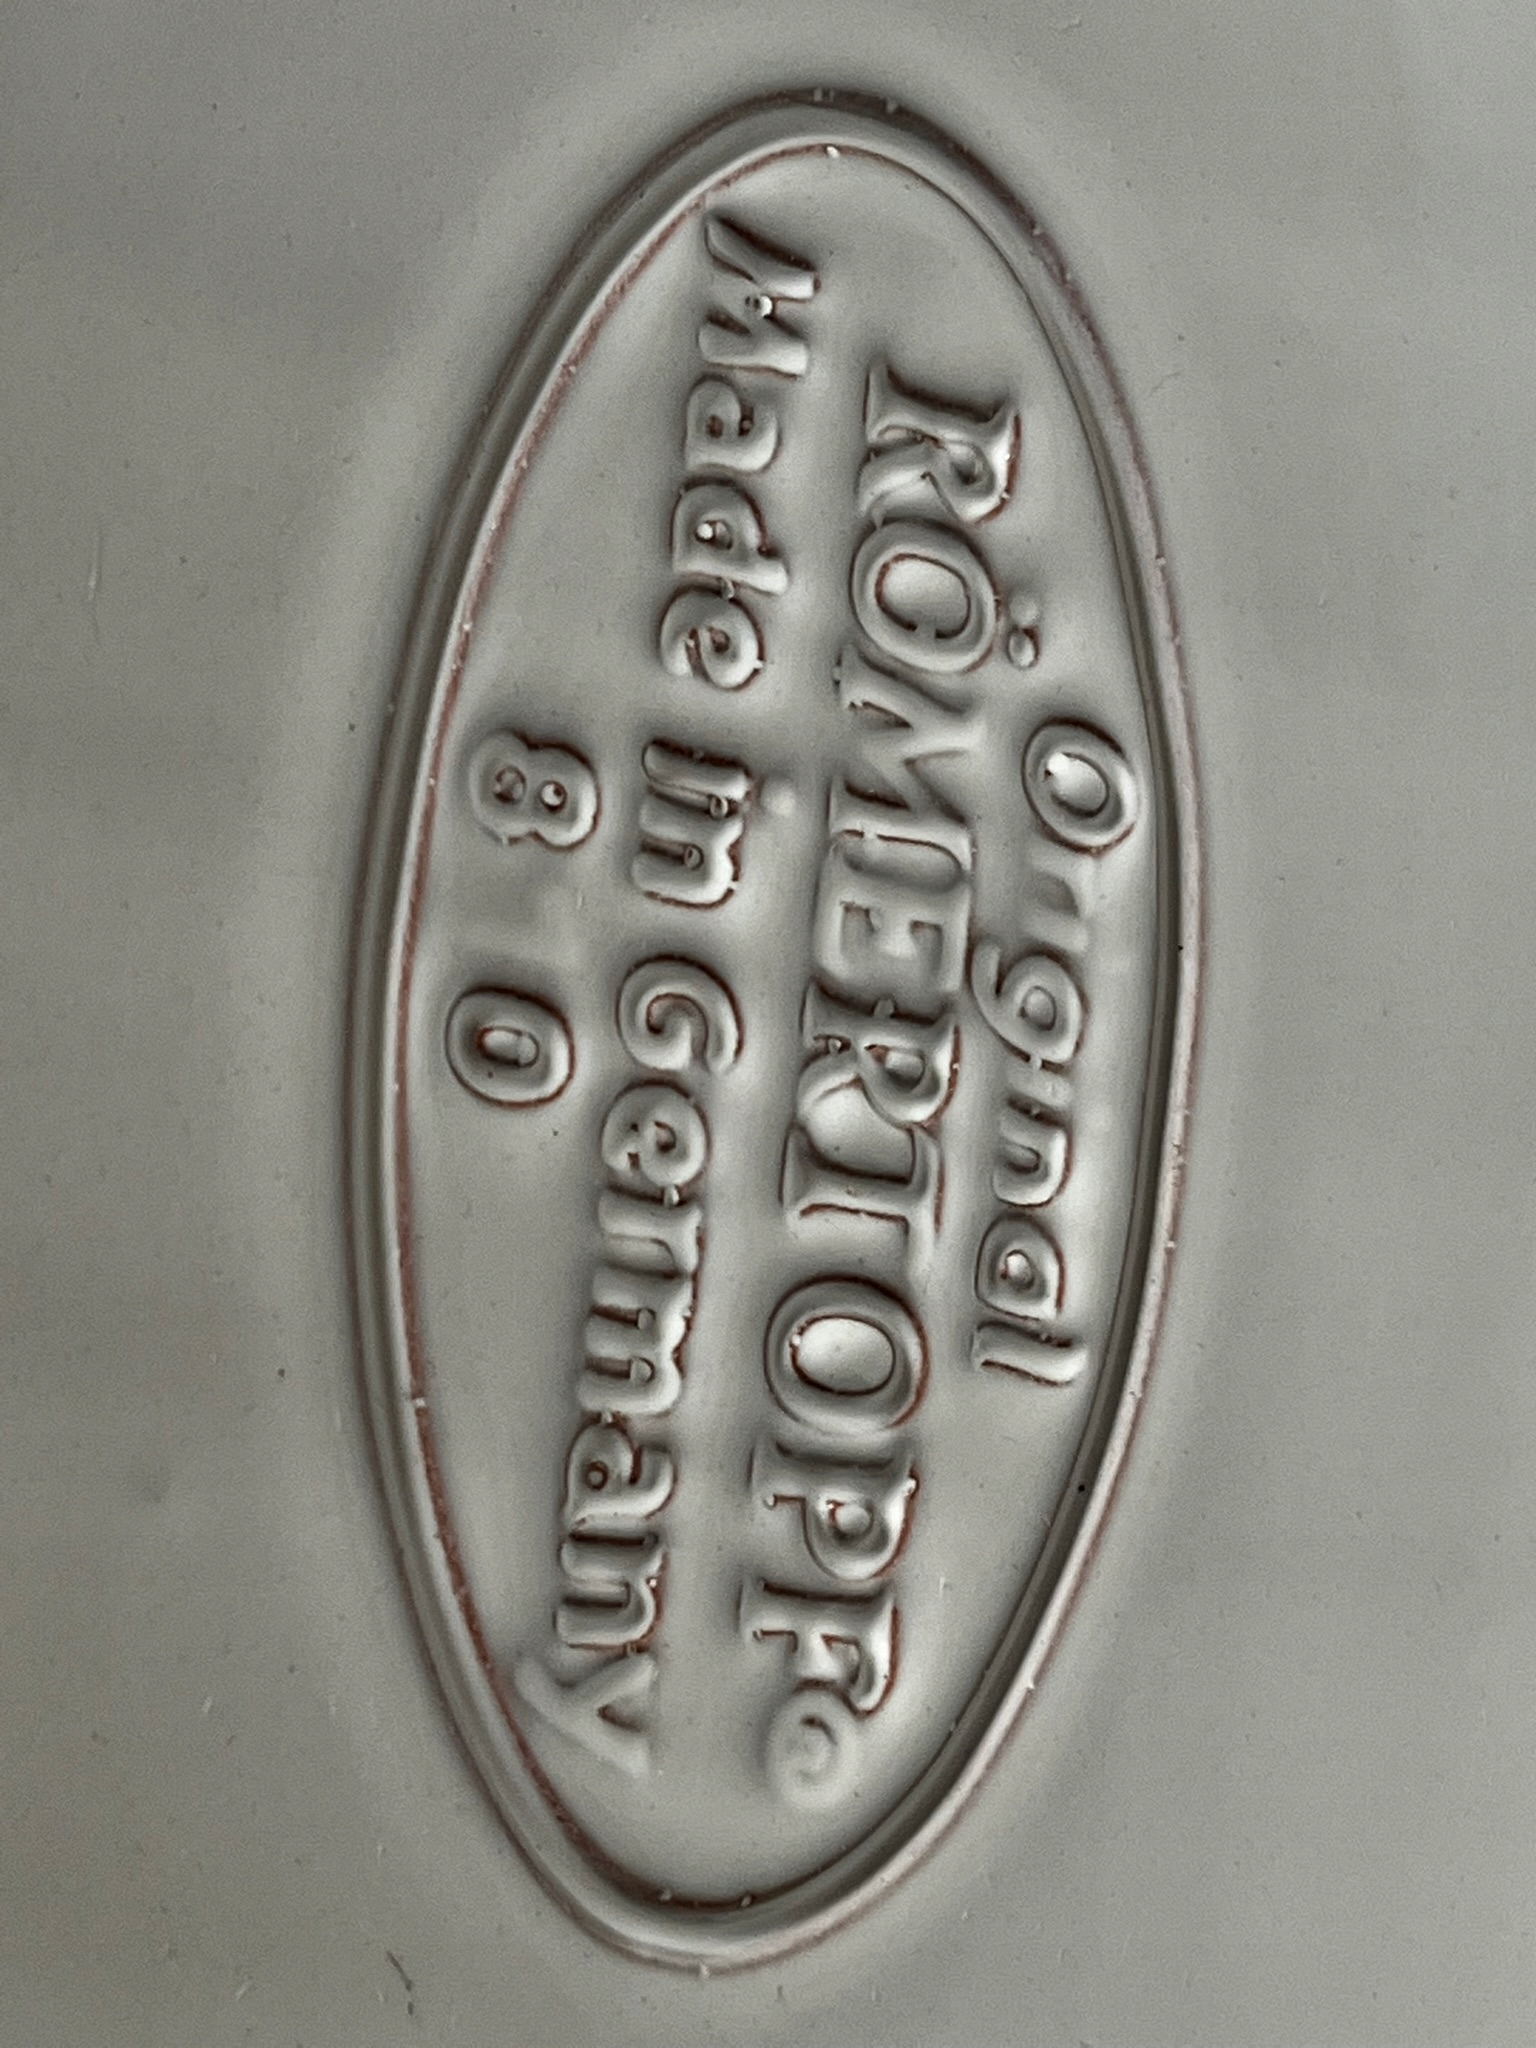 Original
RÖMERTOPF®
Made in Germany
8 0